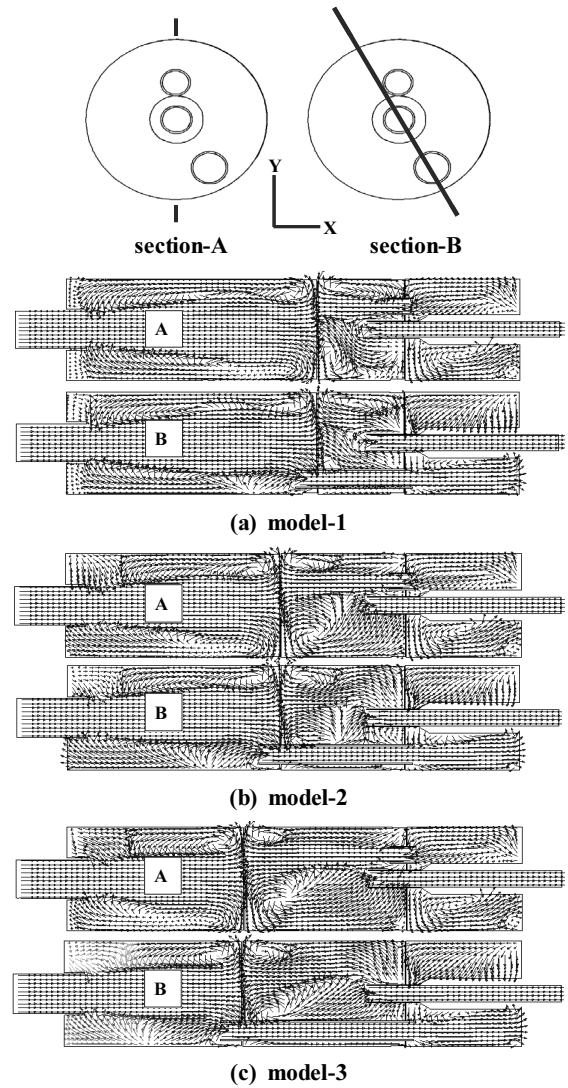 Y
X
section-A section-B
A
B
(a) model-1
A
B
(b) model-2
A
B
(c) model-3